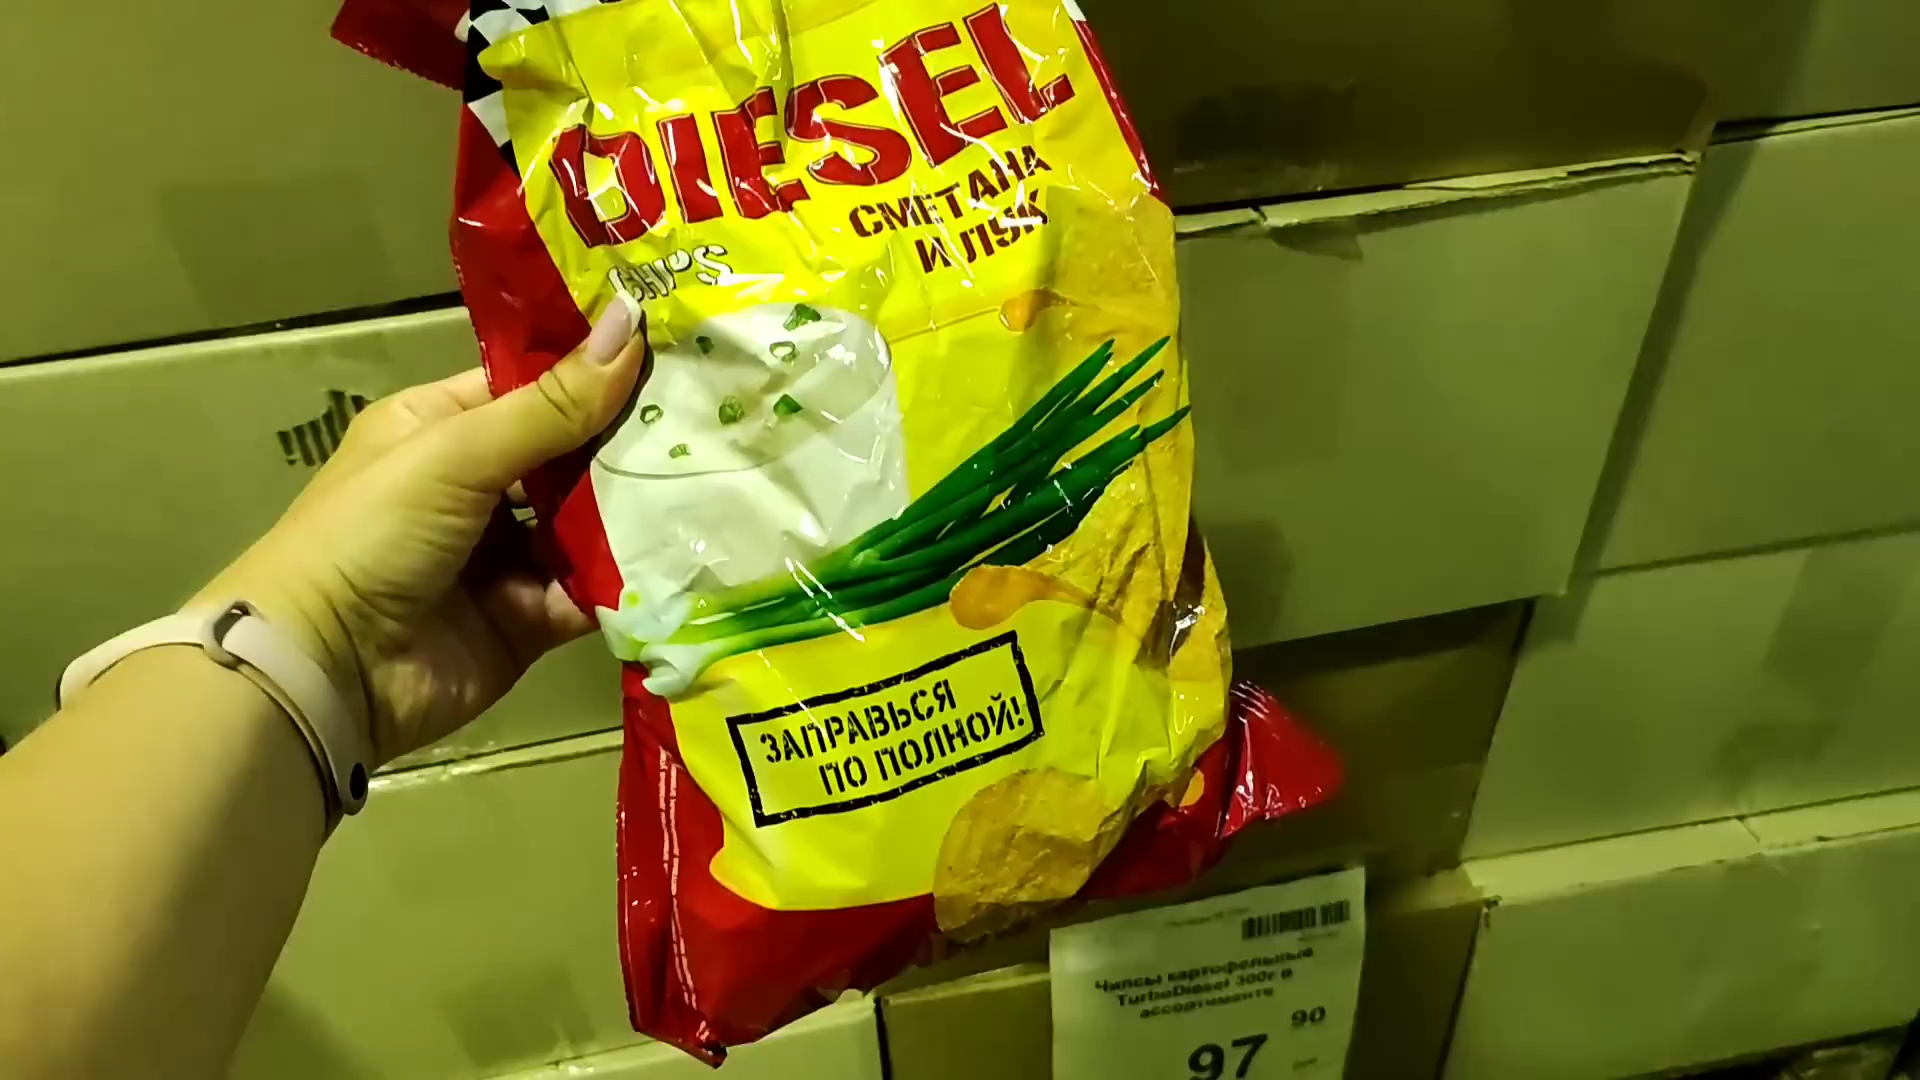 DIESEL
СМЕТАНА
И ЛУК
CHIPS
ЗАПРАВЬСЯ
ПО ПОЛНОЙ!
Чипсы картофельные
TurboDiesel 300г в
ассортименте
97 90